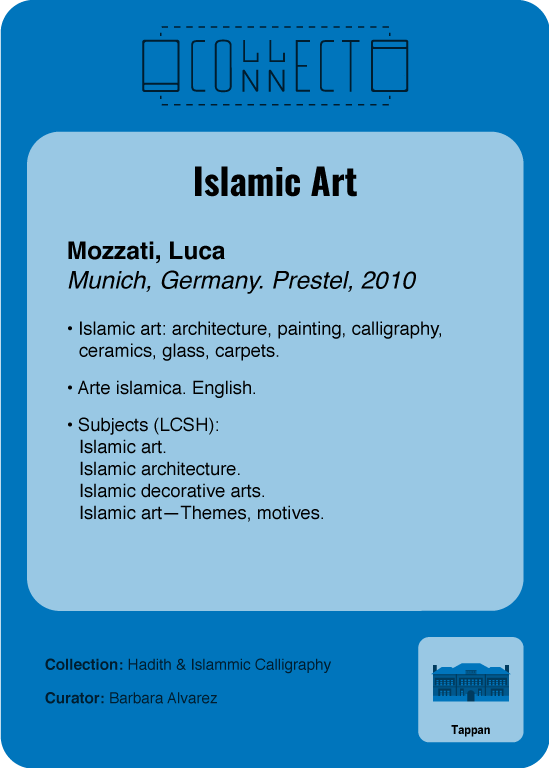 COLLECT
CONNECT
Islamic Art
Mozzati, Luca
Munich, Germany. Prestel, 2010
• Islamic art: architecture, painting, calligraphy,
ceramics, glass, carpets.
• Arte islamica. English.
• Subjects (LCSH):
Islamic art.
Islamic architecture.
Islamic decorative arts.
Islamic art—Themes, motives.
Collection: Hadith & Islammic Calligraphy
Curator: Barbara Alvarez
Tappan